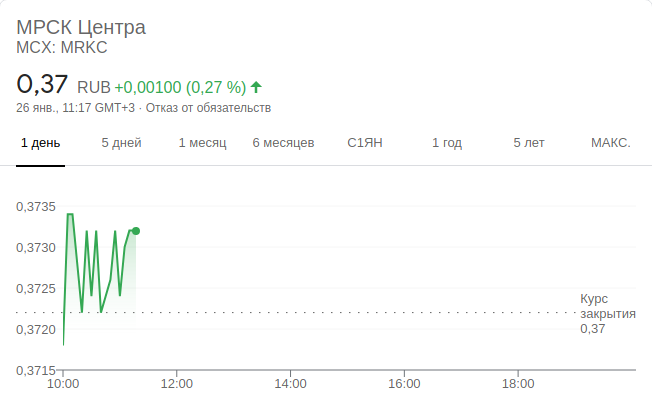 МРСК Центра
MCX: MRKC
0,37 RUB +0,00100 (0,27 %)
26 янв., 11:17 GMT+3 · Отказ от обязательств
1 день 5 дней 1 месяц 6 месяцев С1ЯН 1 год 5 лет МАКС.
0,3735
0,3730
0,3725
0,3720
0,3715
Курс
закрытия
0,37
10:00 12:00 14:00 16:00 18:00